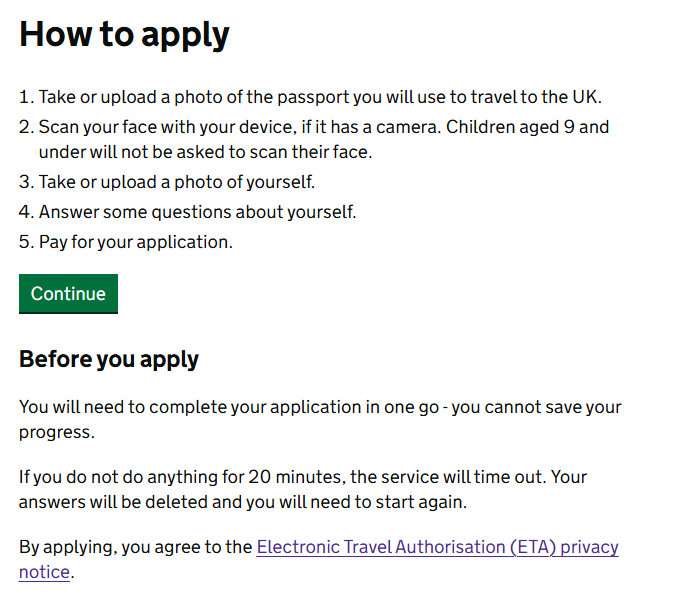 How to apply
1. Take or upload a photo of the passport you will use to travel to the UK.
2. Scan your face with your device, if it has a camera. Children aged 9 and
under will not be asked to scan their face.
3. Take or upload a photo of yourself.
4. Answer some questions about yourself.
5. Pay for your application.
Continue
Before you apply
You will need to complete your application in one go - you cannot save your
progress.
If you do not do anything for 20 minutes, the service will time out. Your
answers will be deleted and you will need to start again.
By applying, you agree to the Electronic Travel Authorisation (ETA) privacy
notice.